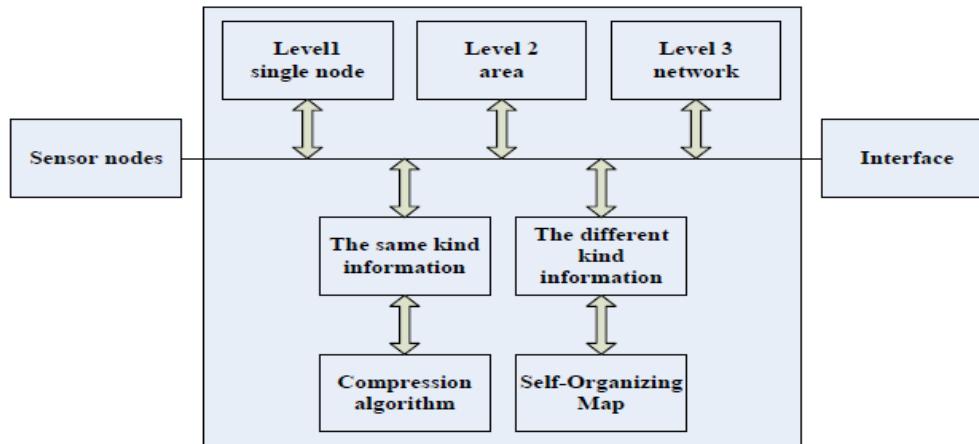 Level1
single node
Level 2
area
Level 3
network
Sensor nodes
Interface
The same kind
information
The different
kind
information
Compression
algorithm
Self-Organizing
Map